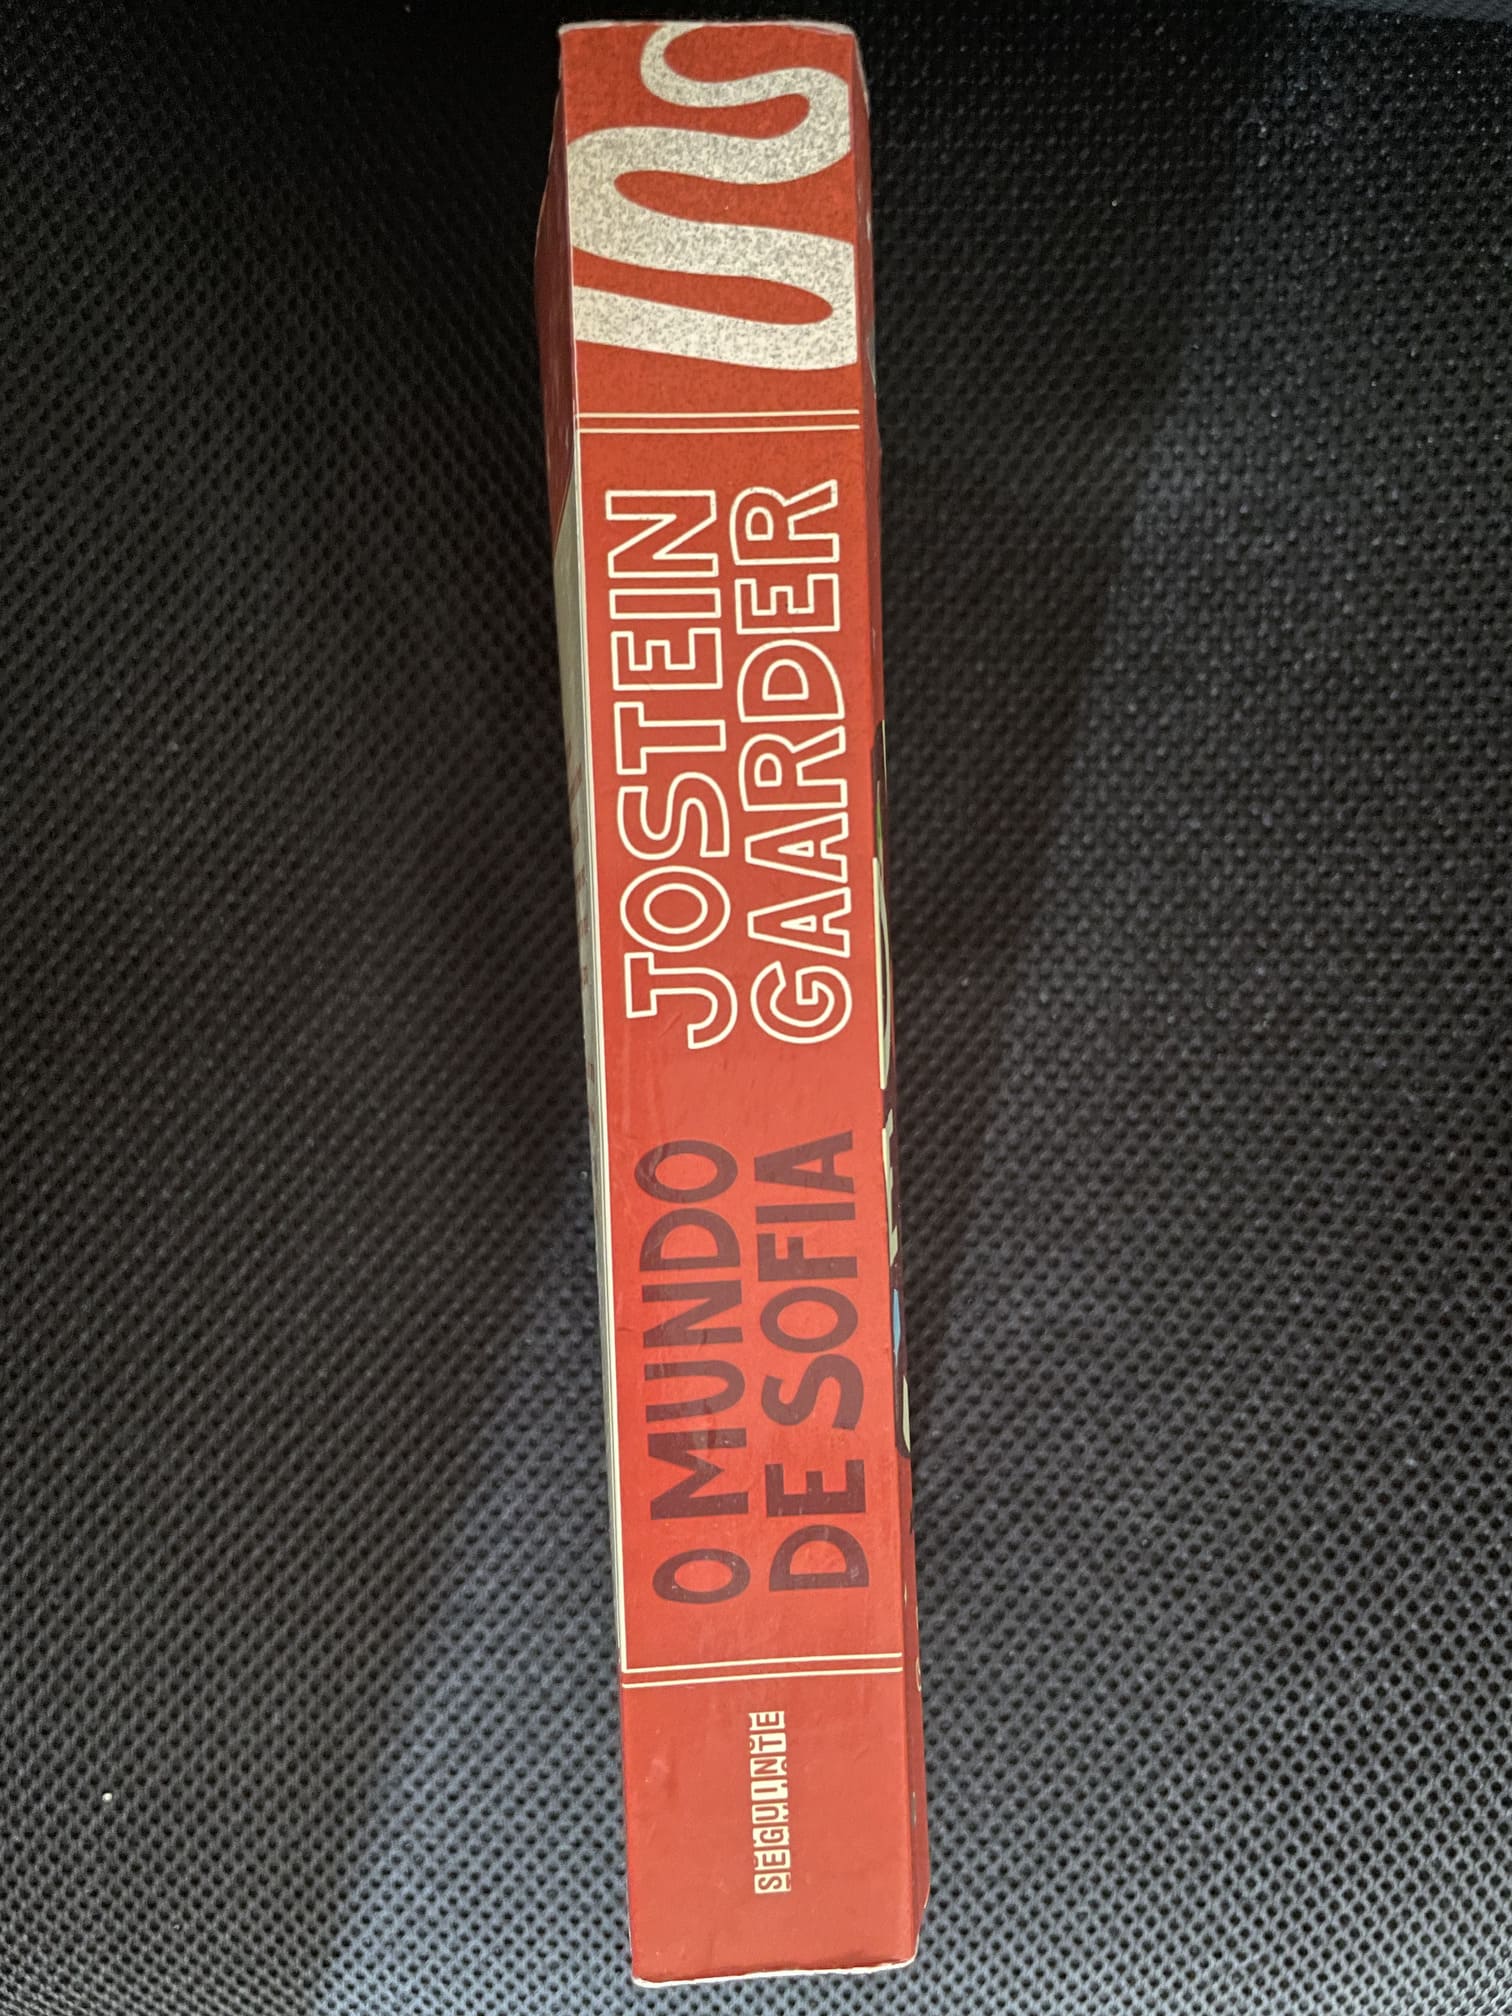 JOSTEIN
GAARDER
O MUNDO
DE SOFIA
SEGUINTE